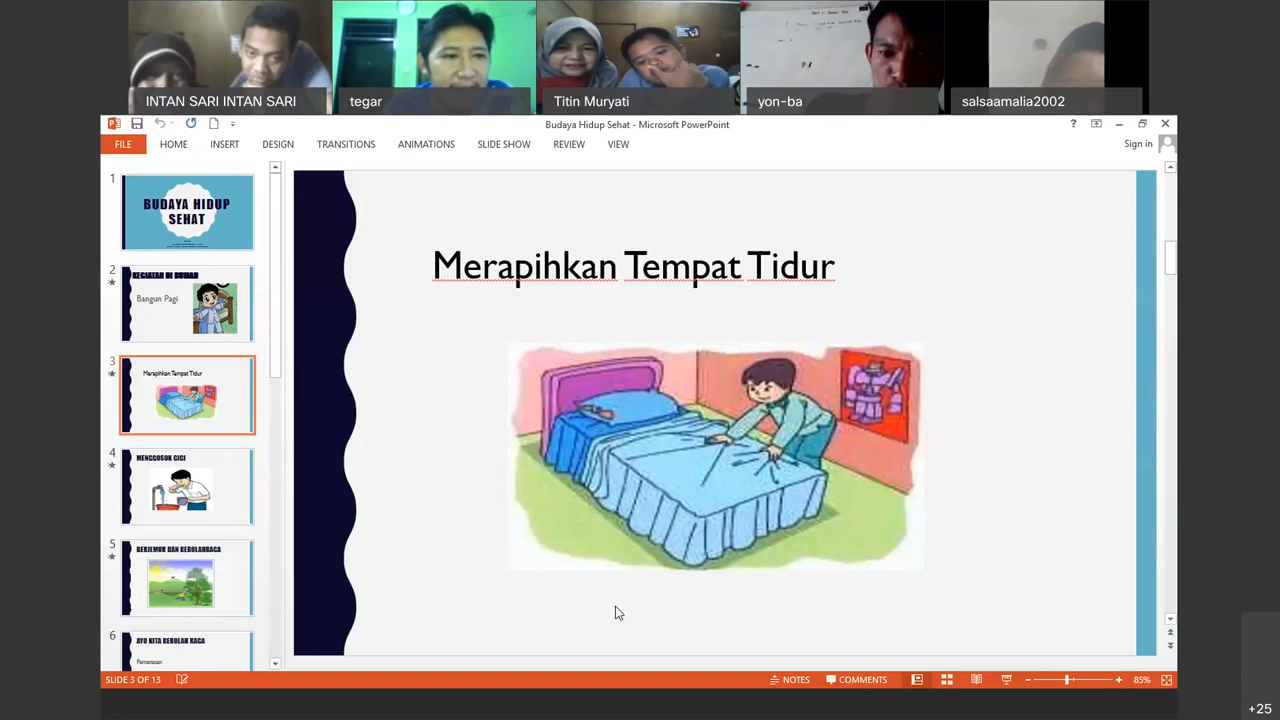 INTAN SARI INTAN SARI
tegar
Titin Muryati
yon-ba
salsaamalia2002
Budaya Hidup Sehat - Microsoft PowerPoint
?
FILE HOME INSERT DESIGN TRANSITIONS ANIMATIONS SLIDE SHOW REVIEW VIEW
Sign in
1
BUDAYA HIDUP
SEHAT
2
KEGIATAN DI RUMAH
Bangun Pagi
3
Merapihkan Tempat Tidur
4
MENGGOSOK GIGI
5
BERJEMUR DAN BEROLAHRAGA
6
AYO KITA BEROLAH RAGA
Pemanasan
Merapihkan Tempat Tidur
SLIDE 3 OF 13
NOTES
COMMENTS
85%
+25